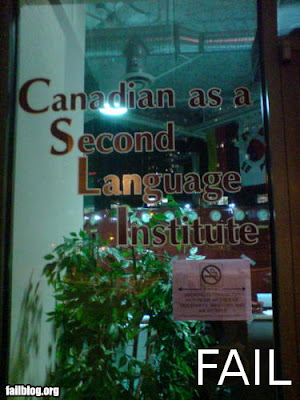 Canadian as a
Second
Language
Institute
FAIL
failblog.org